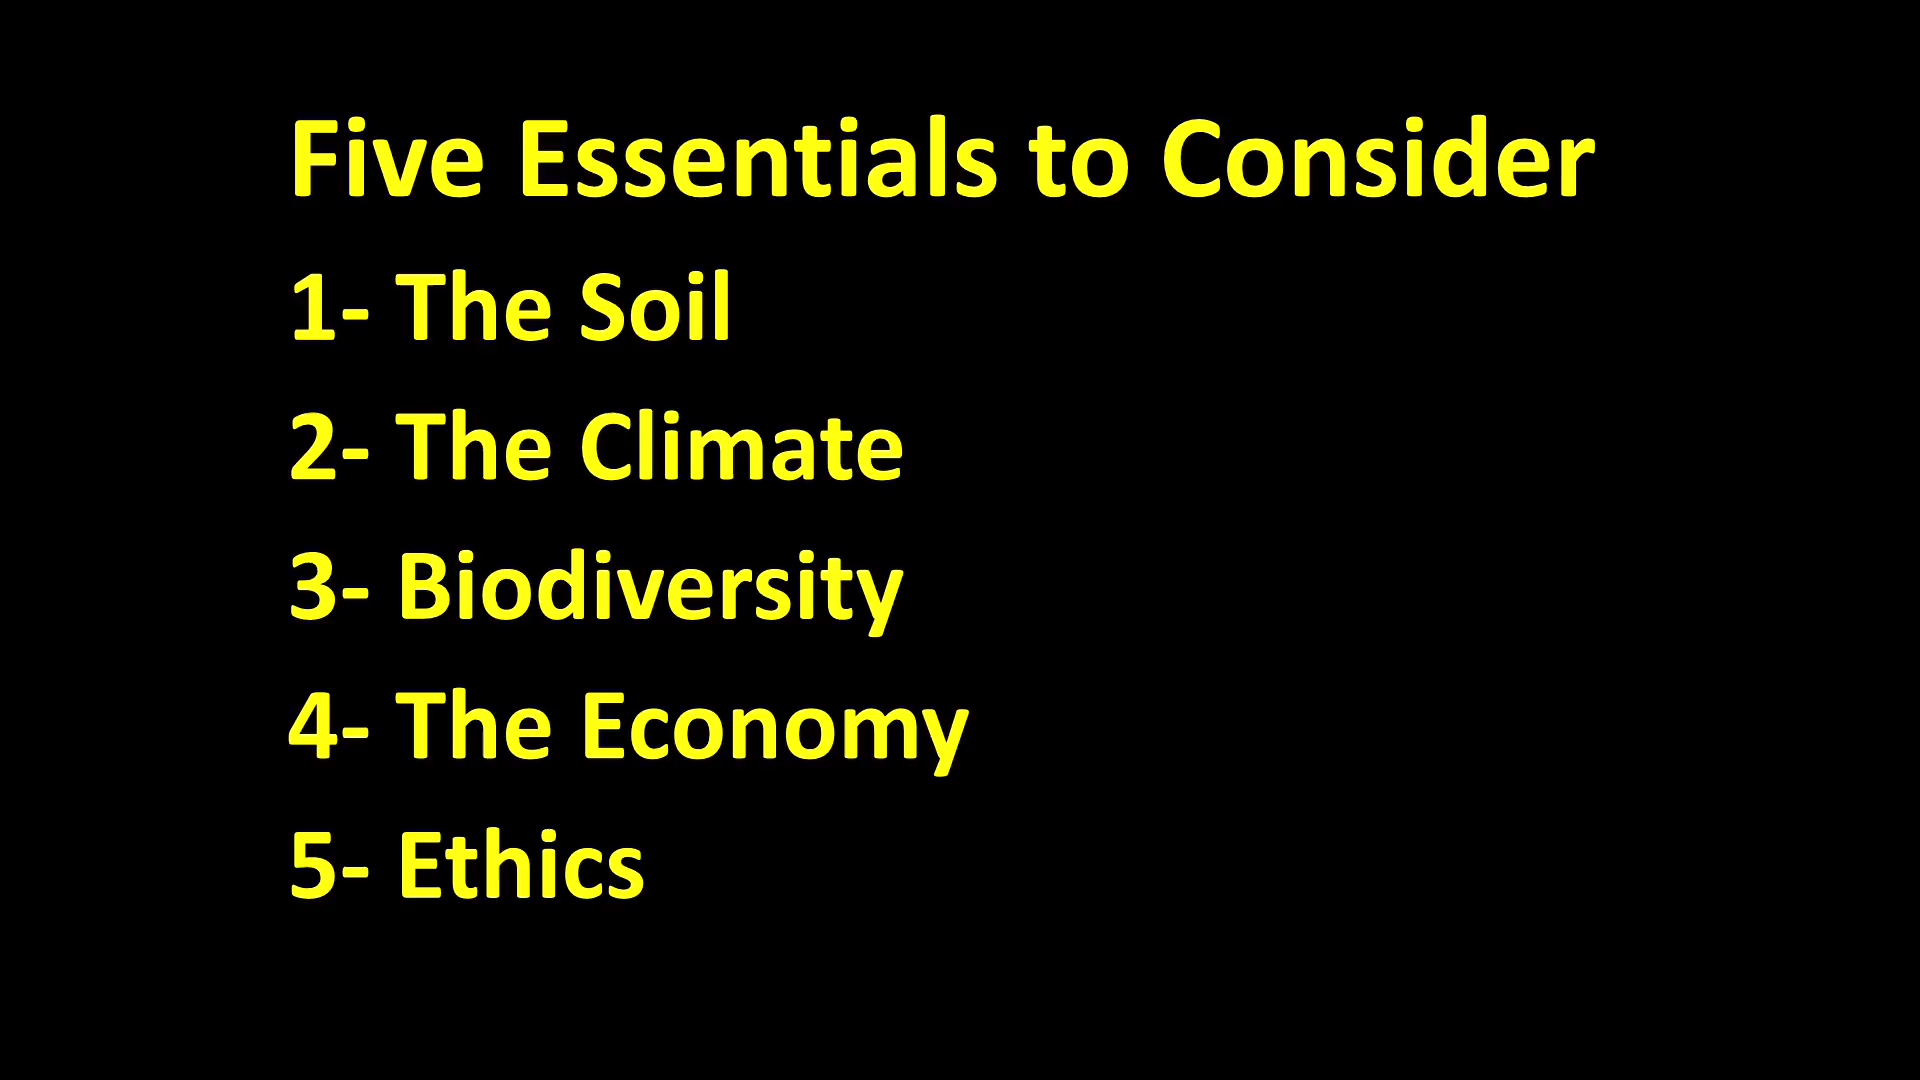 Five Essentials to Consider
1- The Soil
2- The Climate
3- Biodiversity
4- The Economy
5- Ethics